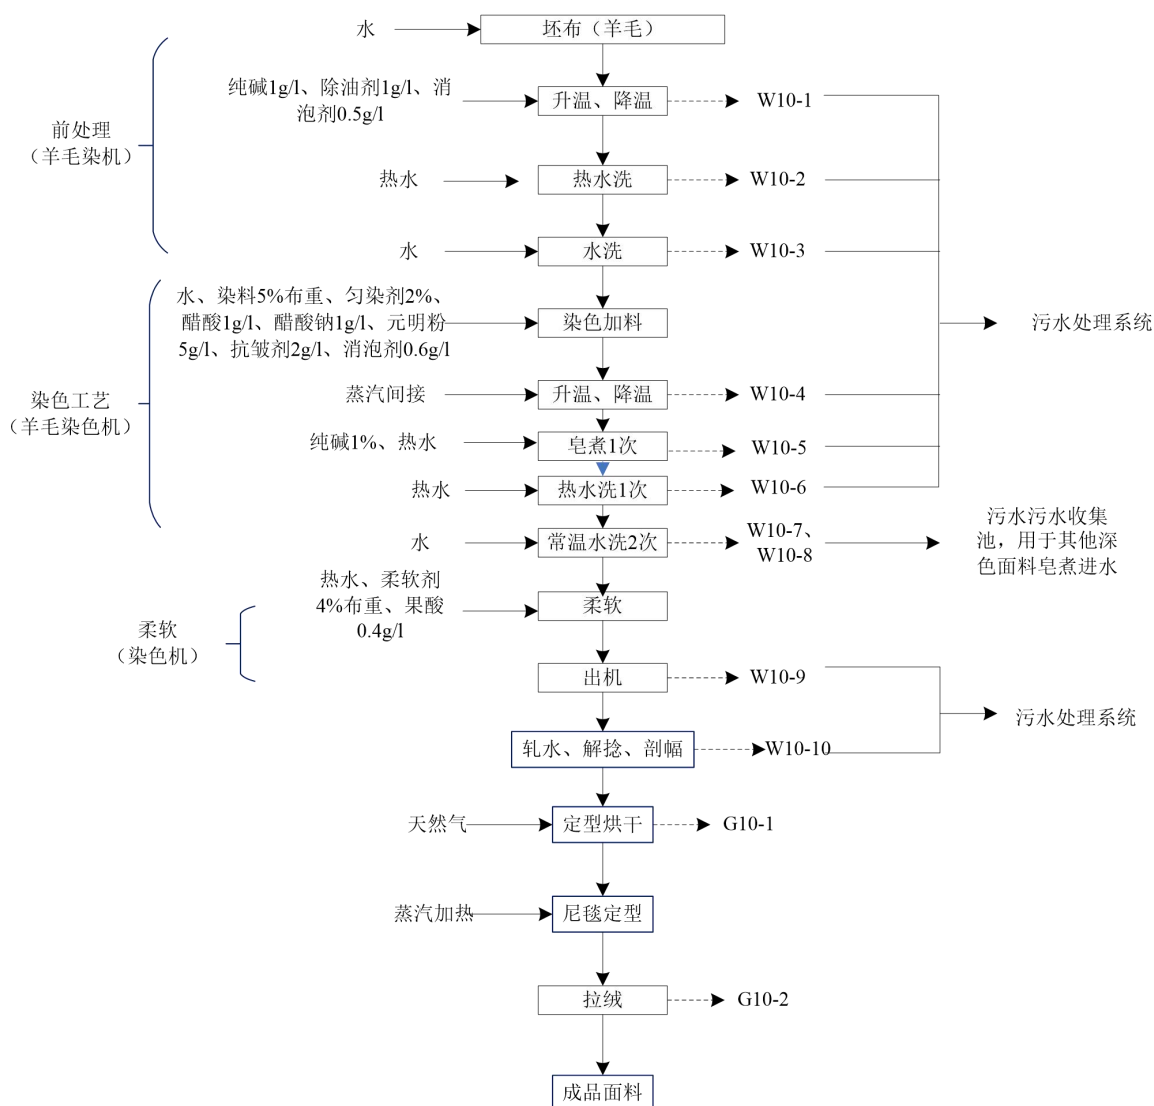 水
坯布（羊毛）
纯碱1g/l、除油剂1g/l、消
泡剂0.5g/l
升温、降温
W10-1
前处理
（羊毛染机）
热水
热水洗
W10-2
水
水洗
W10-3
水、染料5%布重、匀染剂2%、
醋酸1g/l、醋酸钠1g/l、元明粉
5g/l、抗皱剂2g/l、消泡剂0.6g/l
染色加料
污水处理系统
染色工艺
（羊毛染色机）
蒸汽间接
升温、降温
W10-4
纯碱1%、热水
皂煮1次
W10-5
热水
热水洗1次
W10-6
水
常温水洗2次
W10-7、
W10-8
污水污水收集
池，用于其他深
色面料皂煮进水
热水、柔软剂
4%布重、果酸
0.4g/l
柔软
柔软
（染色机）
出机
W10-9
污水处理系统
轧水、解捻、剖幅
W10-10
天然气
定型烘干
G10-1
蒸汽加热
尼毯定型
拉绒
G10-2
成品面料